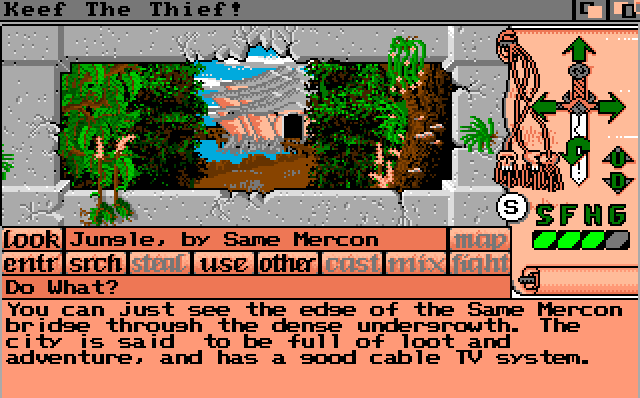 Keef The Thief!
S
S F H G
look Jungle, by Same Mercon map
entr srch steal use other cast mix fight
Do What?
You can just see the edge of the Same Mercon
bridge through the dense undergrowth. The
city is said to be full of loot and
adventure, and has a good cable TV system.